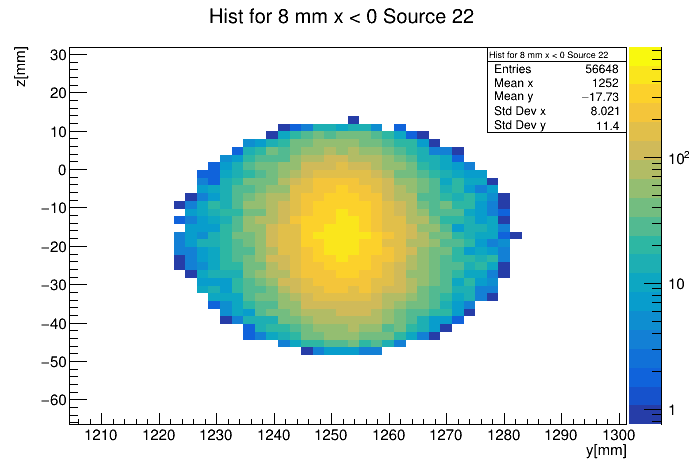 Hist for 8 mm x < 0 Source 22
z[mm]
30
20
10
0
−10
−20
−30
−40
−50
−60
Hist for 8 mm x < 0 Source 22
Entries 56648
Mean x 1252
Mean y −17.73
Std Dev x 8.021
Std Dev y 11.4
10²
10
1
1210 1220 1230 1240 1250 1260 1270 1280 1290 1300
y[mm]